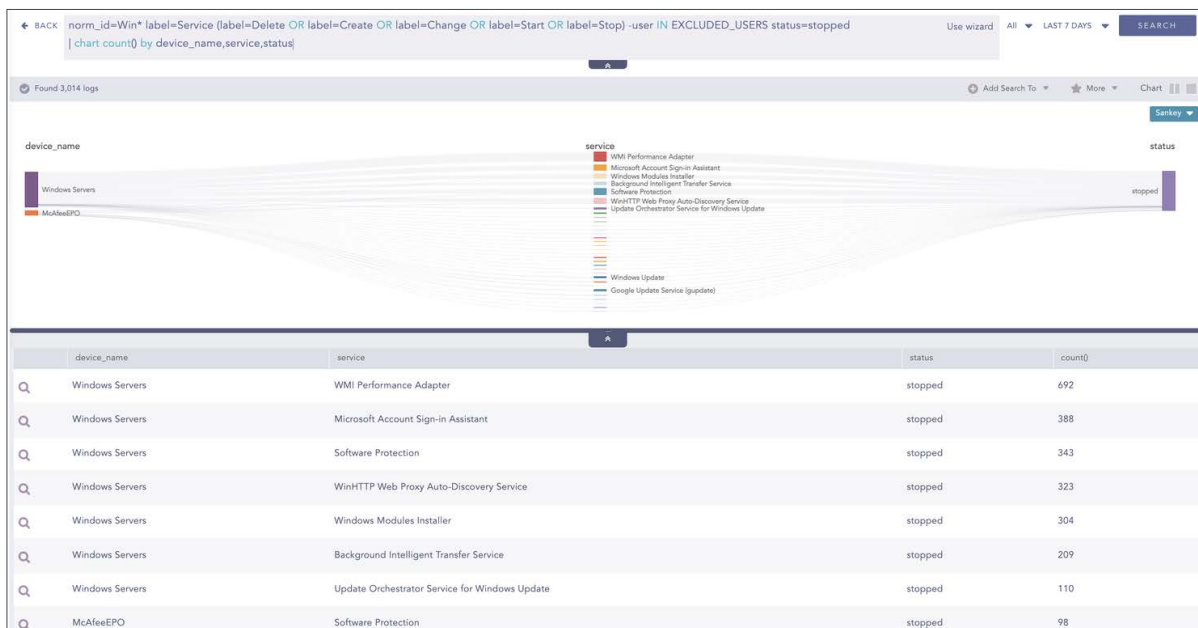 BACK
norm_id=Win* label=Service (label=Delete OR label=Create OR label=Change OR label=Start OR label=Stop) -user IN EXCLUDED_USERS status=stopped
| chart count() by device_name,service,status
Use wizard All LAST 7 DAYS SEARCH
Found 3,014 logs
Add Search To More Chart
Sankey
device_name service status
WMI Performance Adapter
Microsoft Account Sign-in Assistant
Windows Modules Installer
Background Intelligent Transfer Service
Windows Servers Software Protection stopped
WinHTTP Web Proxy Auto-Discovery Service
Update Orchestrator Service for Windows Update
McAfeeEPO
Windows Update
Google Update Service (gupdate)
device_name service status count()
Windows Servers WMI Performance Adapter stopped 692
Windows Servers Microsoft Account Sign-in Assistant stopped 388
Windows Servers Software Protection stopped 343
Windows Servers WinHTTP Web Proxy Auto-Discovery Service stopped 323
Windows Servers Windows Modules Installer stopped 304
Windows Servers Background Intelligent Transfer Service stopped 209
Windows Servers Update Orchestrator Service for Windows Update stopped 110
McAfeeEPO Software Protection stopped 98